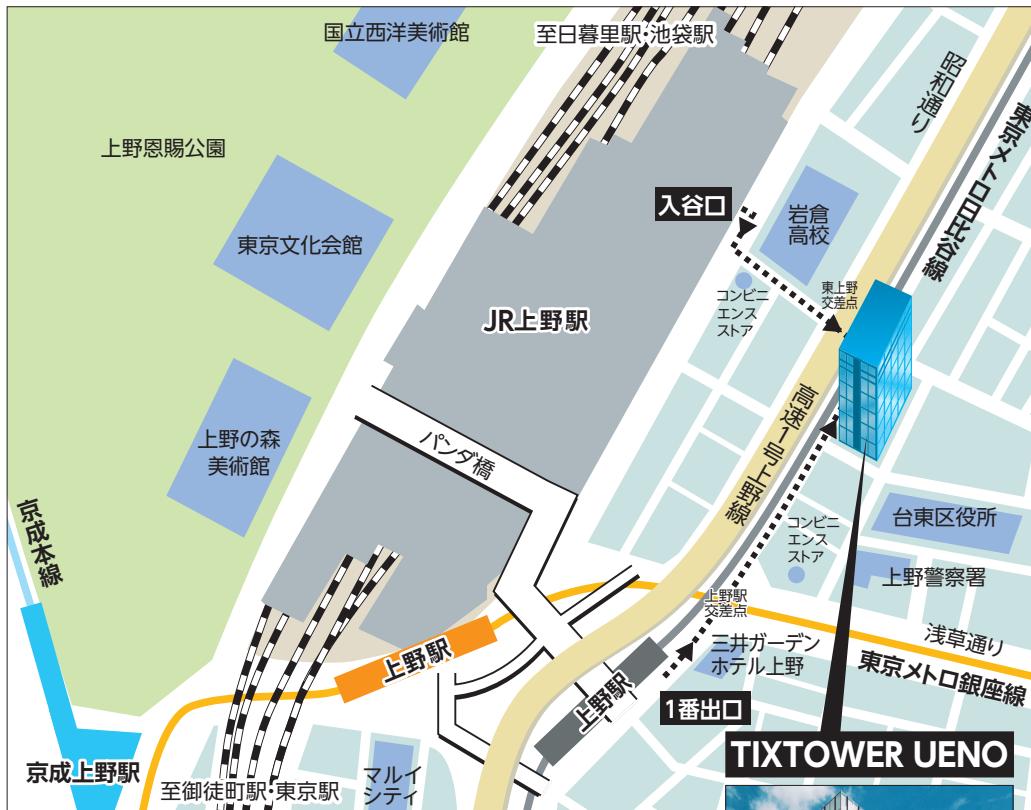 国立西洋美術館
至日暮里駅・池袋駅
昭和通り
東京メトロ日比谷線
上野恩賜公園
入谷口
岩倉
高校
東京文化会館
東上野
交差点
コンビニ
エンス
ストア
JR上野駅
高速1号上野線
パンダ橋
上野の森
美術館
京成本線
台東区役所
コンビニ
エンス
ストア
上野警察署
上野駅
交差点
浅草通り
三井ガーデン
ホテル上野
東京メトロ銀座線
上野駅
上野駅
1番出口
TIXTOWER UENO
京成上野駅
至御徒町駅・東京駅
マルイ
シティ